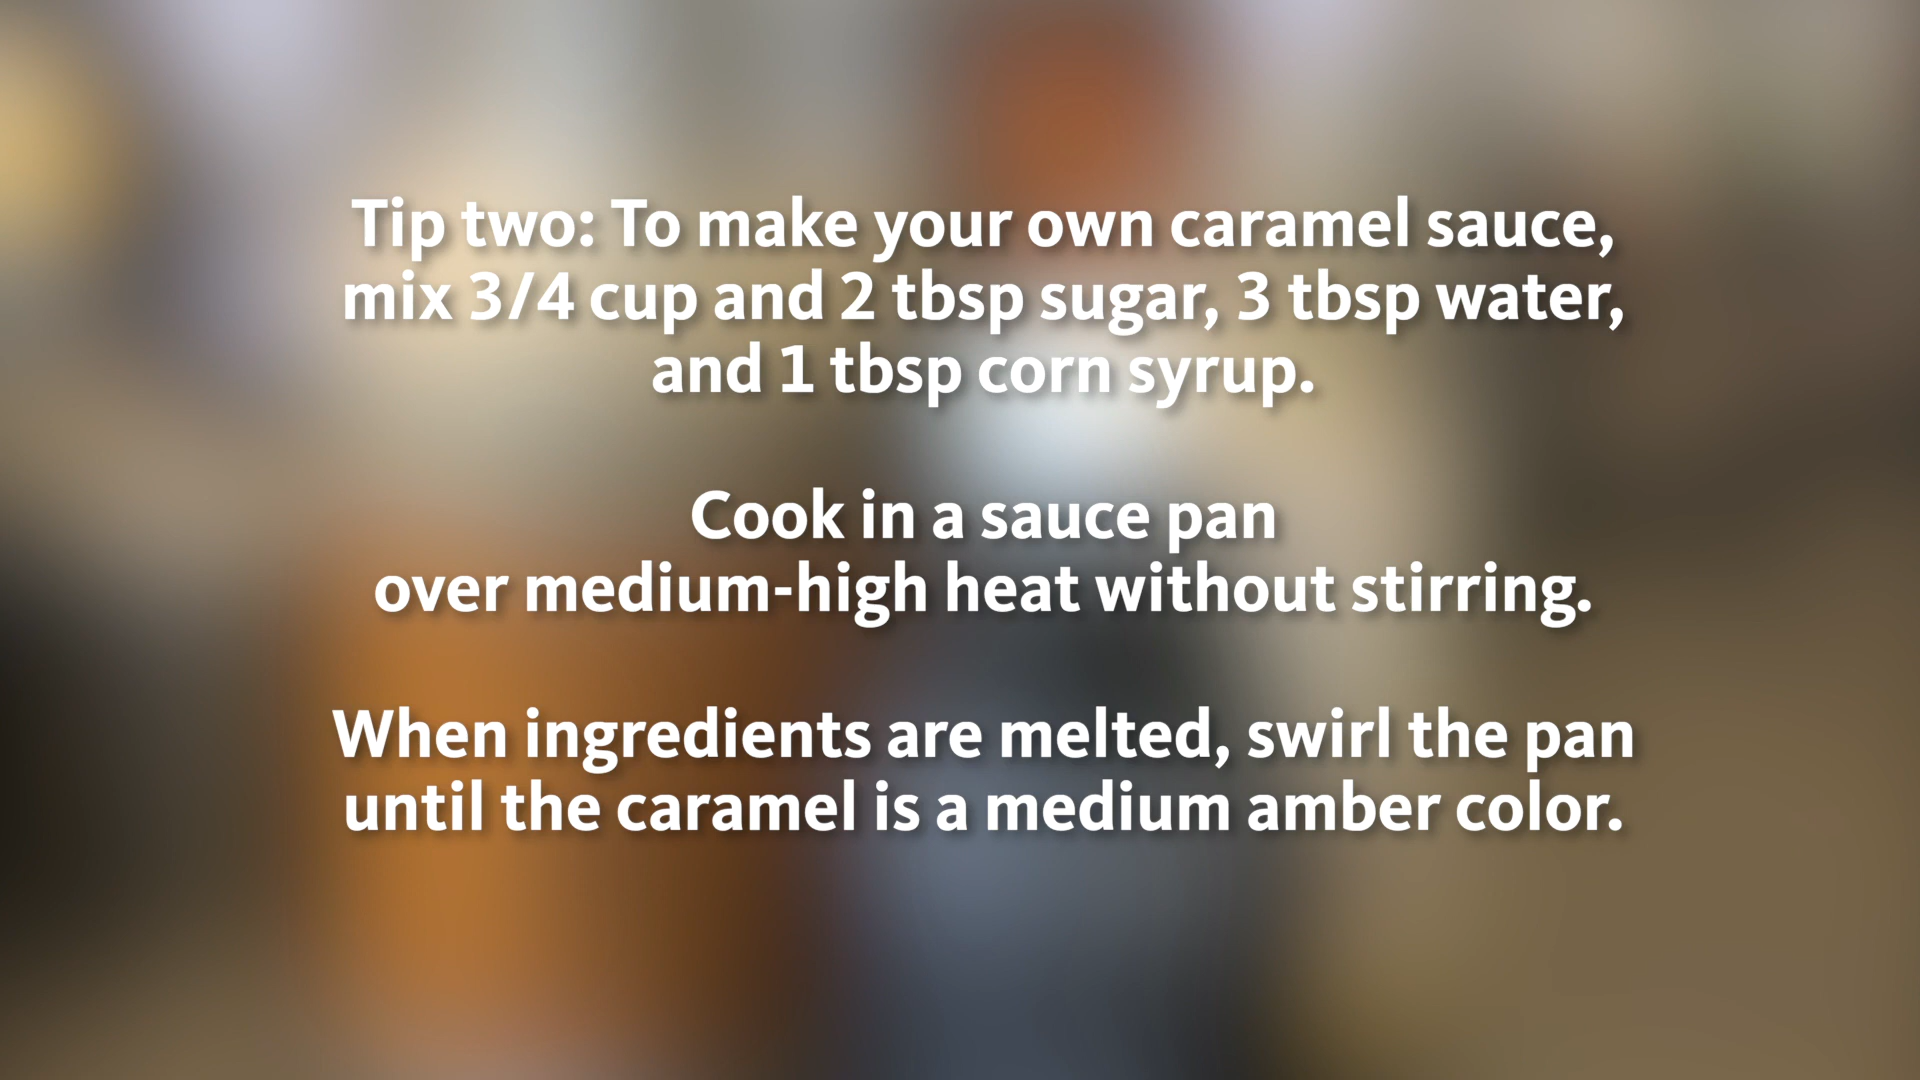 Tip two: To make your own caramel sauce,
mix 3/4 cup and 2 tbsp sugar, 3 tbsp water,
and 1 tbsp corn syrup.
Cook in a sauce pan
over medium-high heat without stirring.
When ingredients are melted, swirl the pan
until the caramel is a medium amber color.